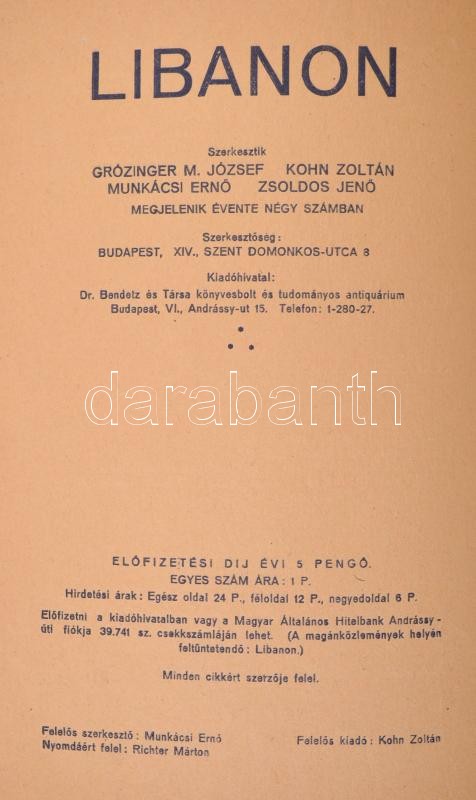 LIBANON
Szerkesztik
GRÓZINGER M. JÓZSEF KOHN ZOLTÁN
MUNKÁCSI ERNŐ ZSOLDOS JENŐ
MEGJELENIK ÉVENTE NÉGY SZÁMBAN
Szerkesztőség:
BUDAPEST, XIV., SZENT DOMONKOS-UTCA 8
Kiadóhivatal:
Dr. Bendetz és Társa könyvesbolt és tudományos antiquárium
Budapest, VI., Andrássy-ut 15. Telefon: 1-280-27.
darabanth
ELŐFIZETÉSI DIJ ÉVI 5 PENGŐ.
EGYES SZÁM ÁRA: 1 P.
Hirdetési árak: Egész oldal 24 P., féloldal 12 P., negyedoldal 6 P.
Előfizetni a kiadóhivatalban vagy a Magyar Általános Hitelbank Andrássy-
úti fiókja 39.741 sz. csekkszámláján lehet. (A magánközlemények helyén
feltüntetendő: Libanon.)
Minden cikkért szerzője felel.
Felelős szerkesztő: Munkácsi Ernő
Nyomdáért felel: Richter Márton
Felelős kiadó: Kohn Zoltán